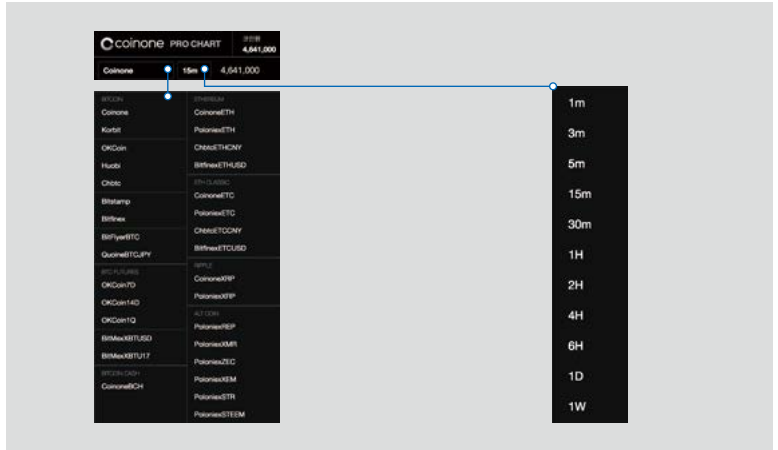 coinone PRO CHART
코인원
4,641,000
Coinone
15m
4,641,000
BITCOIN
Coinone
Korbit
OKCoin
Huobi
Chbtc
Bitstamp
Bitfinex
BitFlyerBTC
QuoineBTCJPY
BTC FUTURES
OKCoin7D
OKCoin14D
OKCoin1Q
BitMexXBTUSD
BitMexXBTU17
BITCOIN CASH
CoinoneBCH
ETHEREUM
CoinoneETH
PoloniexETH
ChbtcETHCNY
BitfinexETHUSD
ETH CLASSIC
CoinoneETC
PoloniexETC
ChbtcETCCNY
BitfinexETCUSD
RIPPLE
CoinoneXRP
PoloniexXRP
ALT COIN
PoloniexREP
PoloniexXMR
PoloniexZEC
PoloniexXEM
PoloniexSTR
PoloniexSTEEM
1m
3m
5m
15m
30m
1H
2H
4H
6H
1D
1W